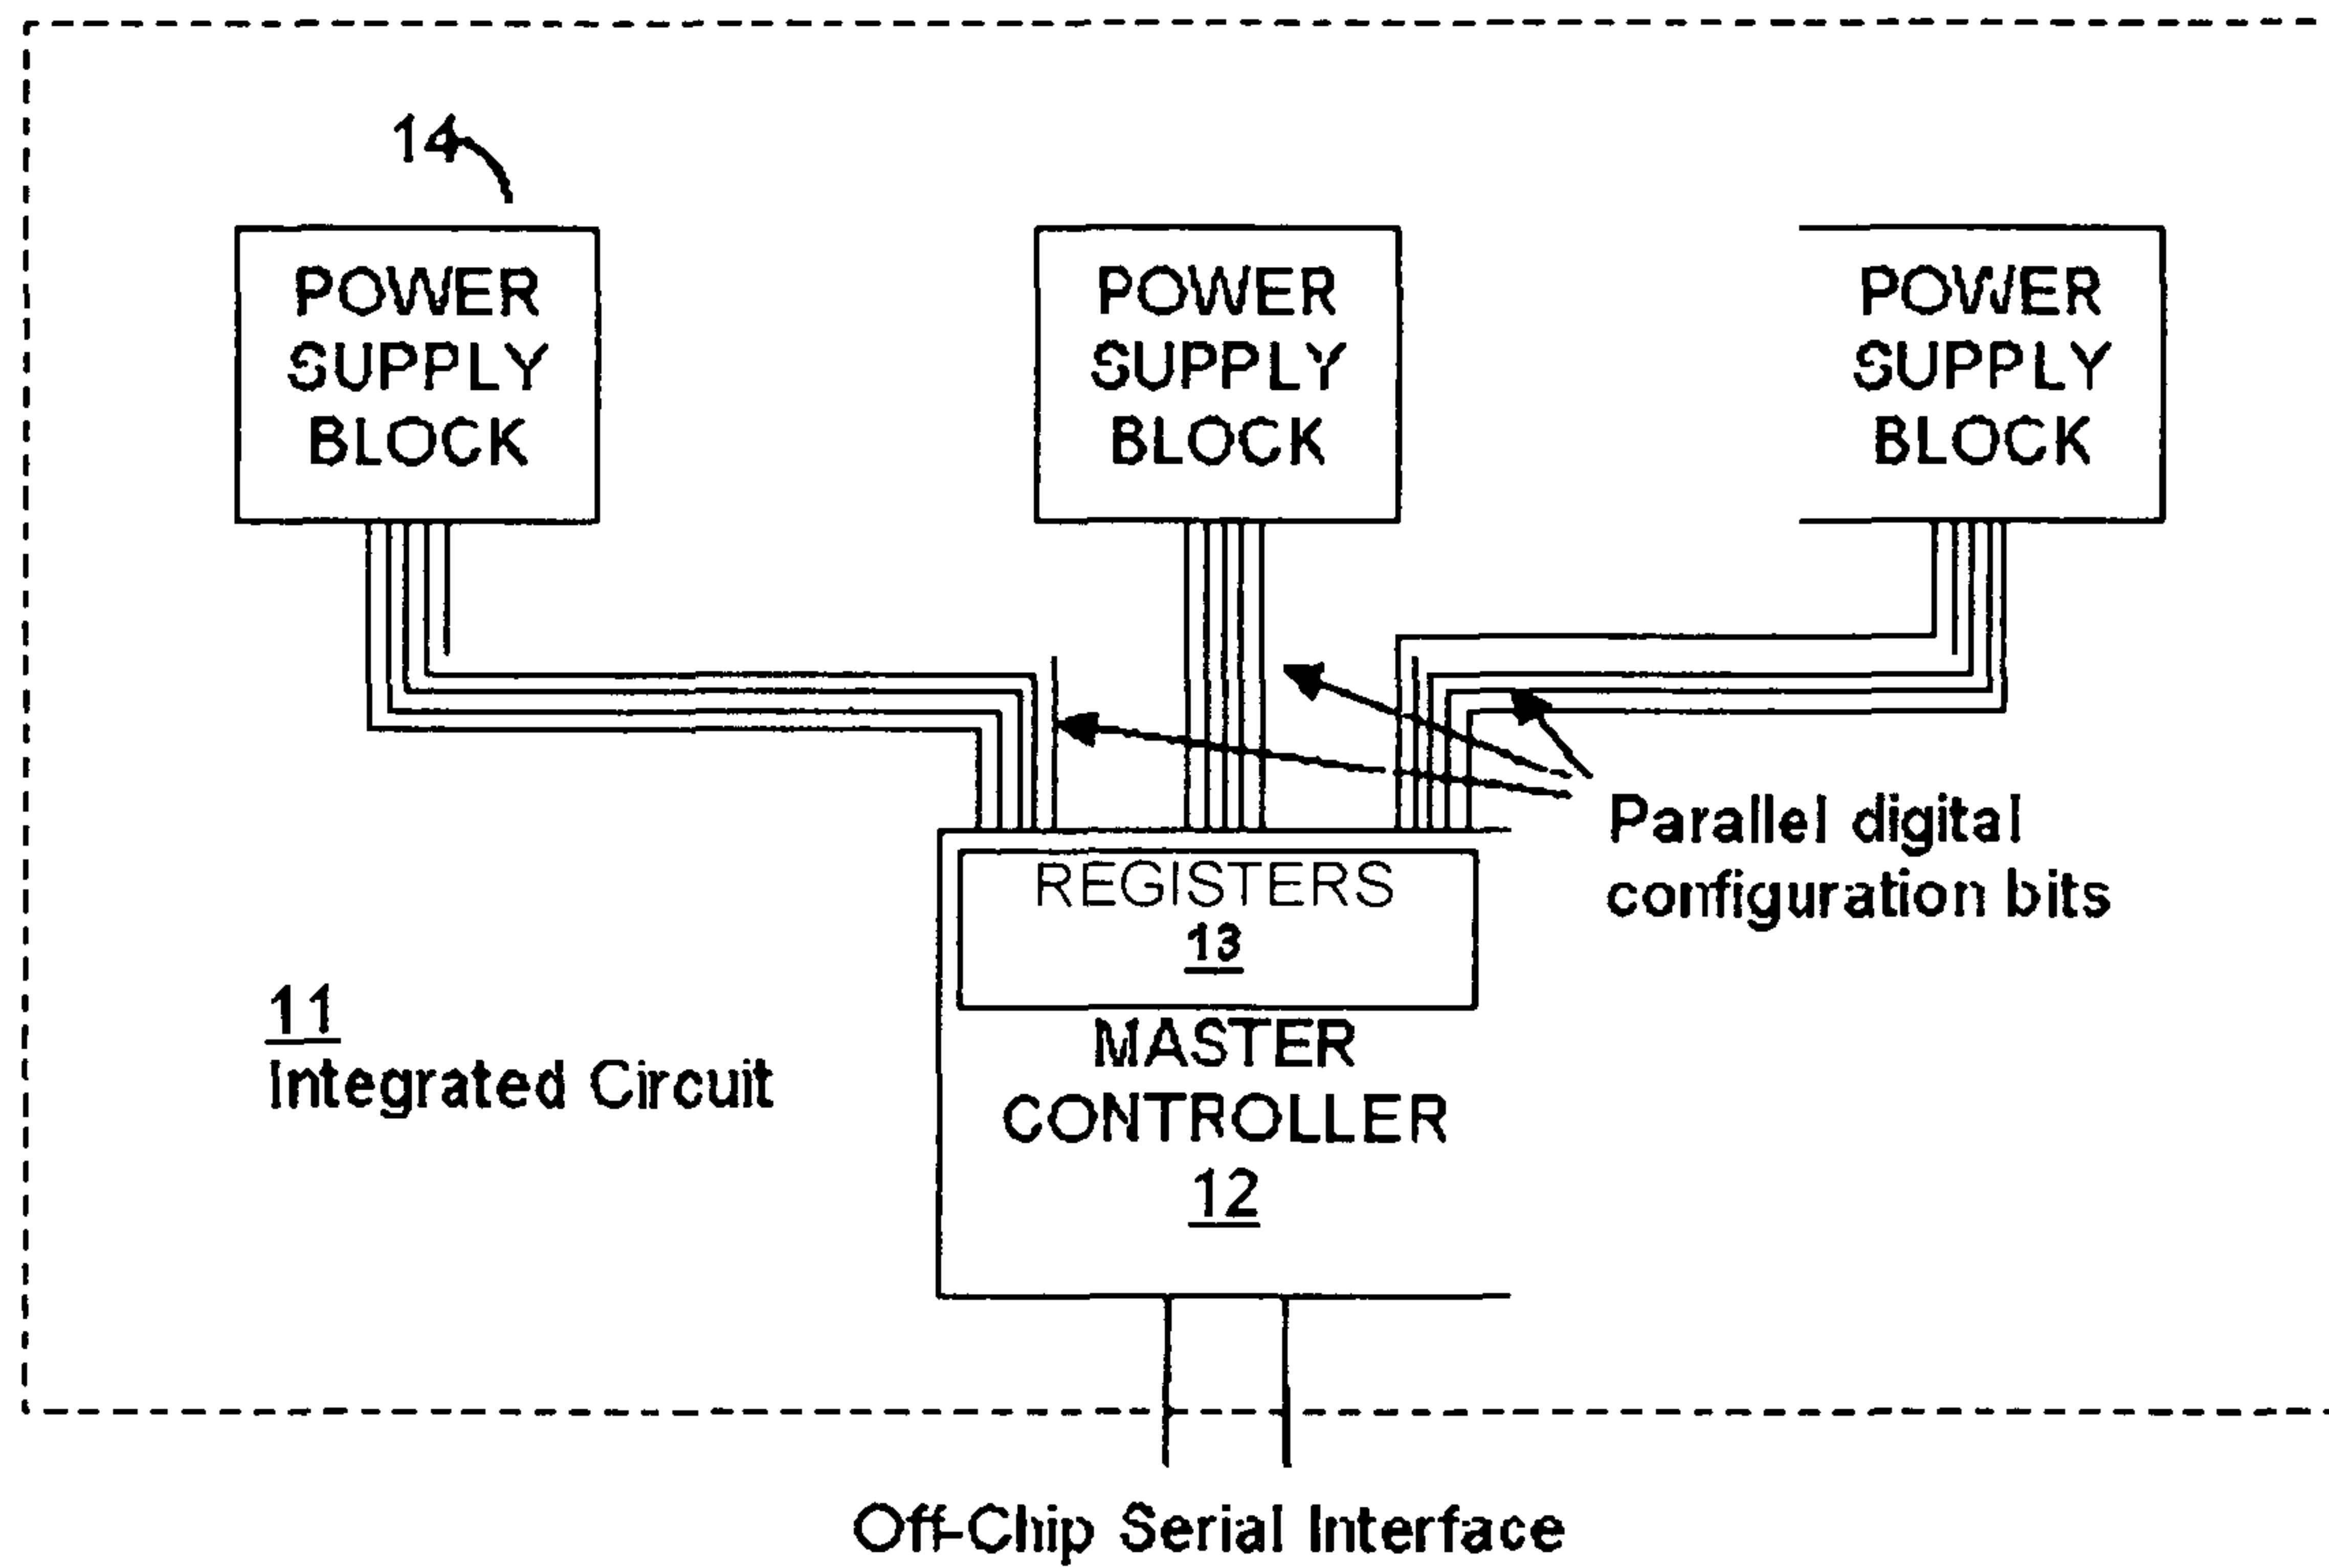 14
POWER
SUPPLY
BLOCK
POWER
SUPPLY
BLOCK
POWER
SUPPLY
BLOCK
Parallel digital
configuration bits
REGISTERS
13
MASTER
CONTROLLER
12
11
Integrated Circuit
Off-Chip Serial Interface